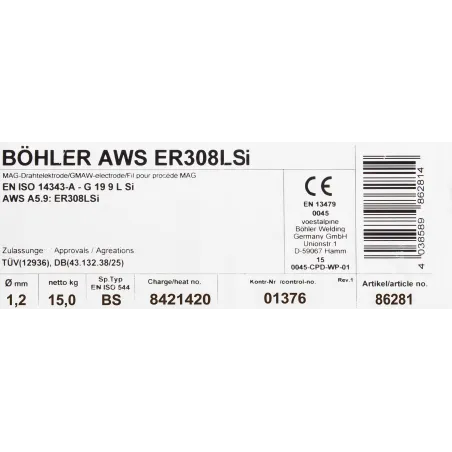 BÖHLER AWS ER308LSi
MAG-Drahtelektrode/GMAW-electrode/Fil pour procede MAG
EN ISO 14343-A - G 19 9 L Si
AWS A5.9: ER308LSi
Zulassunge Approvals / Agreations
TÜV(12936), DB(43.132.38/25)
CE
EN 13479
0045
voestalpine
Böhler Welding
Germany GmbH
Unionstr 1
D-59067 Hamm
15
0045-CPD-WP-01
4 038589 862814
Ø mm netto kg Sp Typ EN ISO 544 Charge/heat no. Kontr-Nr /control-no. Rev.1 Artikel/article no.
1,2 15,0 BS 8421420 01376 86281